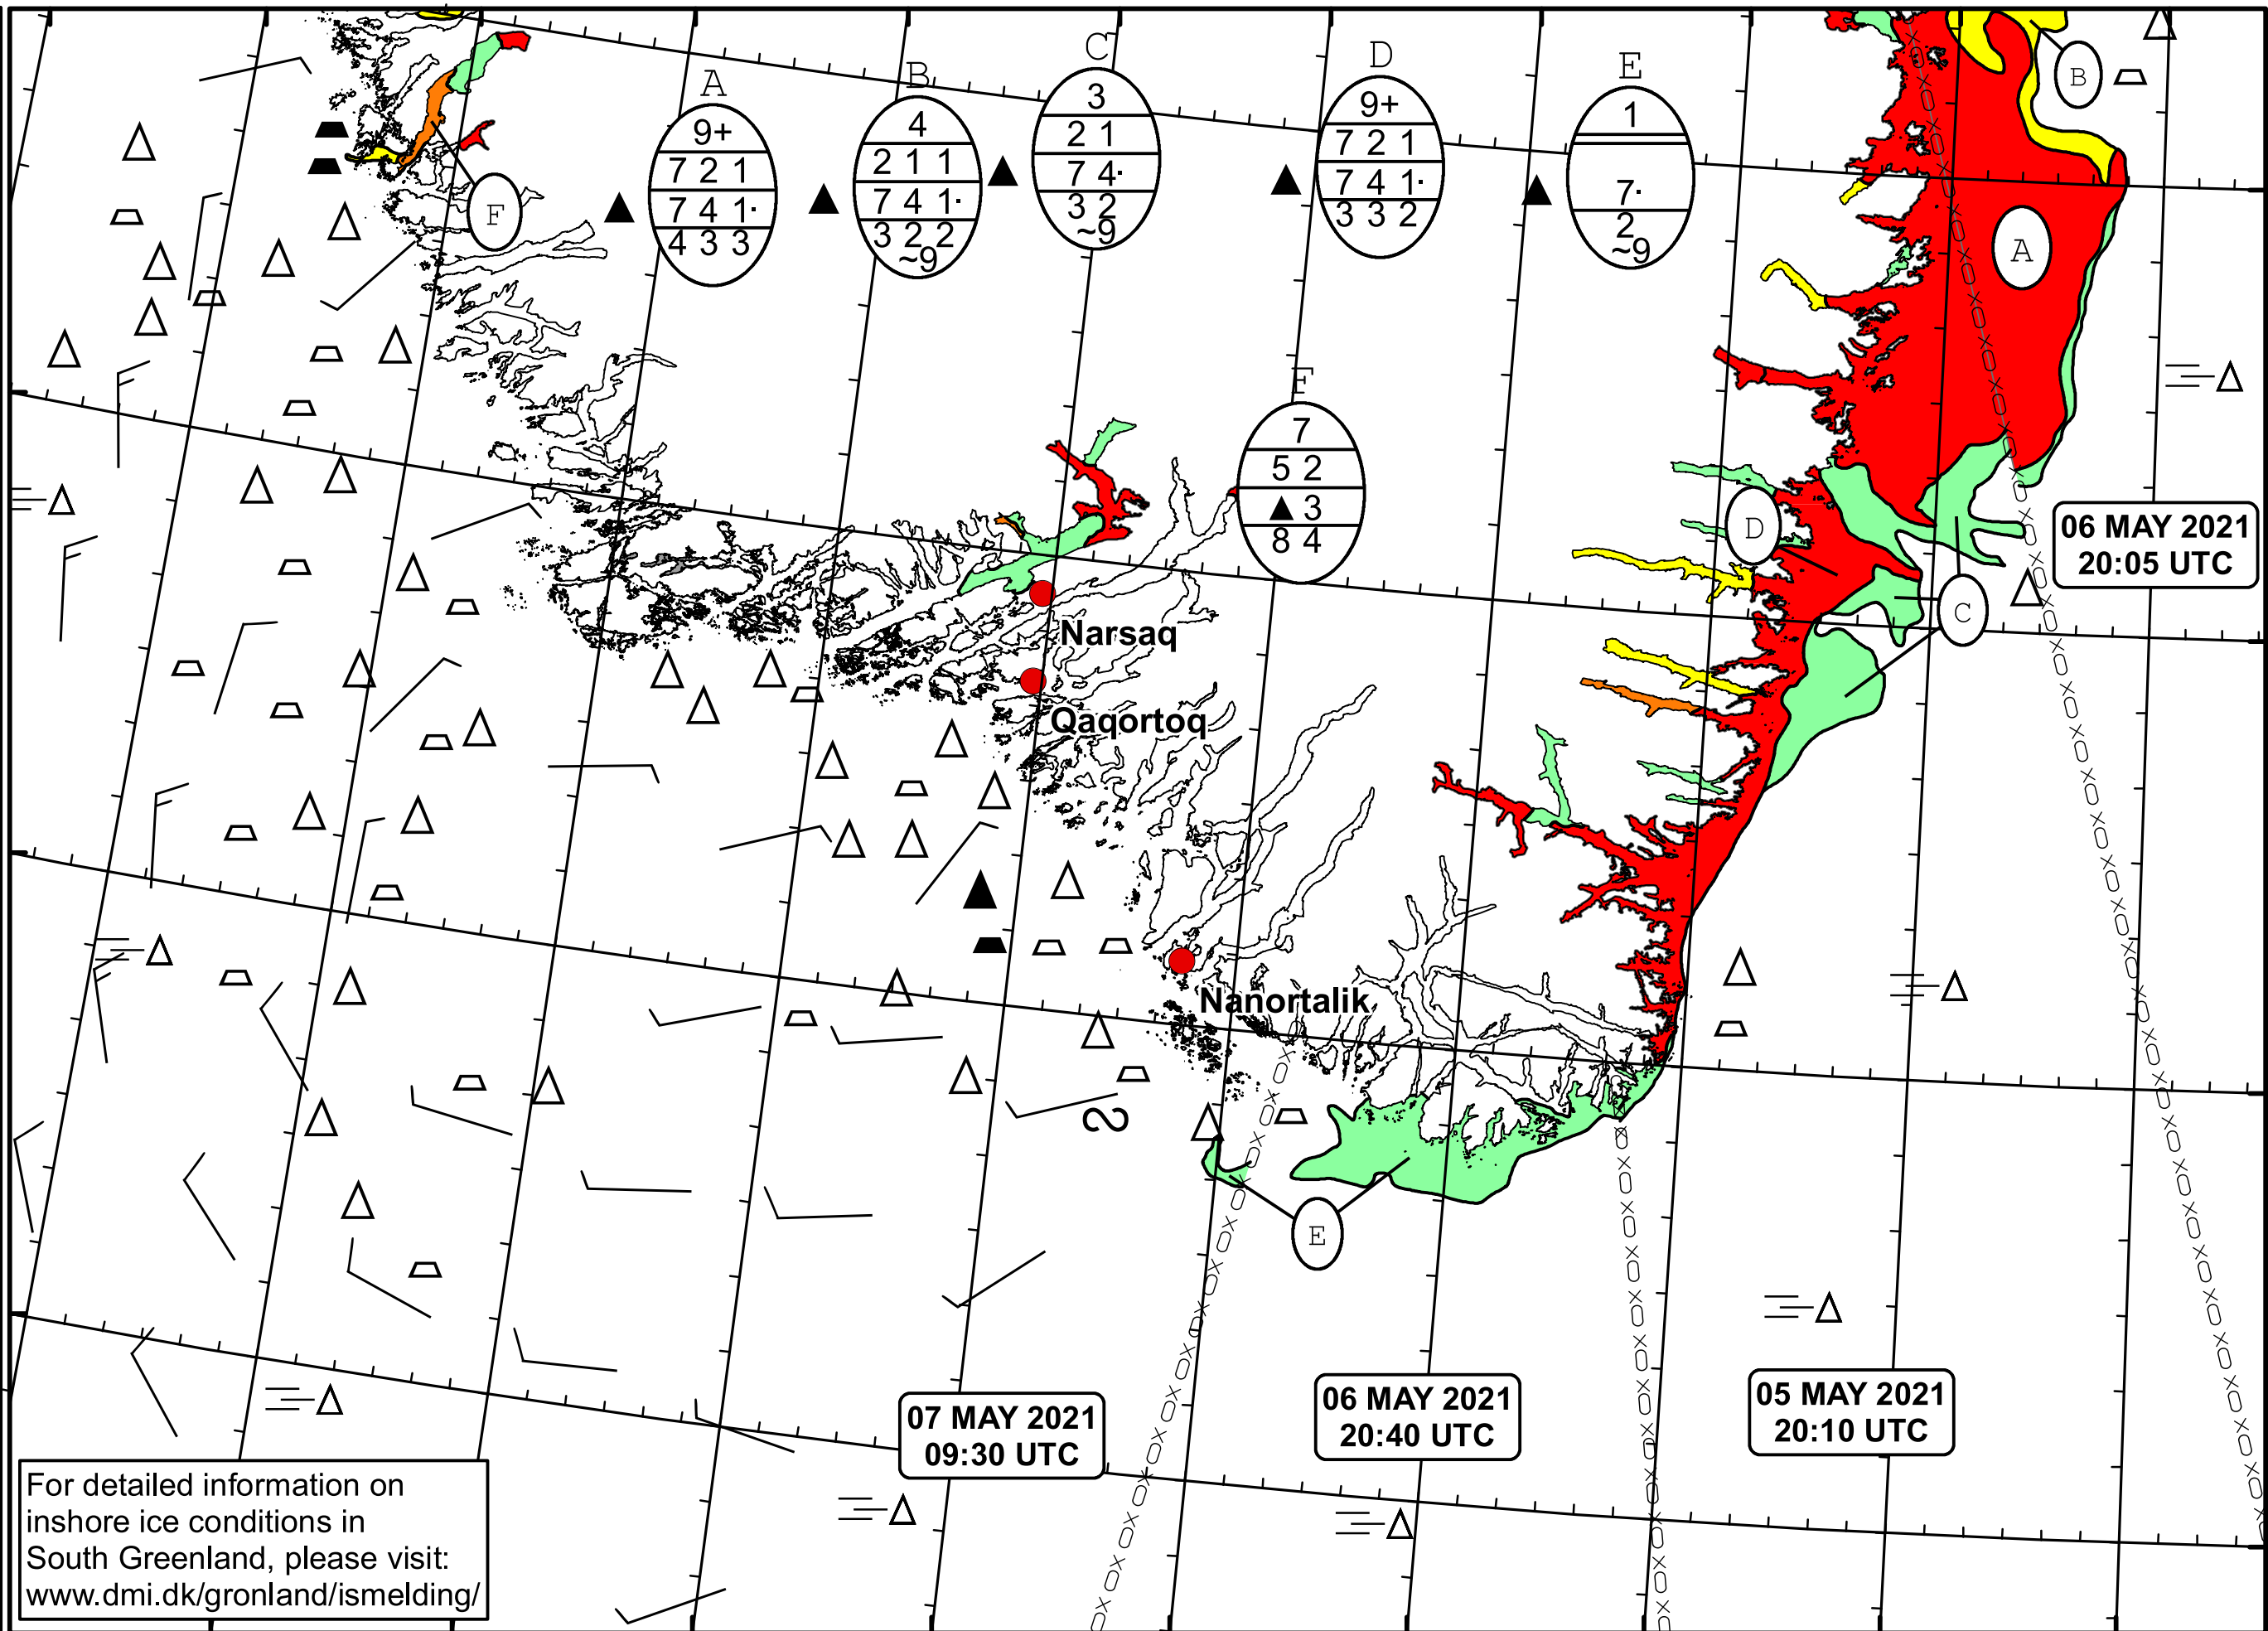 A
9+
7 2 1
7 4 1·
4 3 3
B
4
2 1 1
7 4 1·
3 2 2
~9
C
3
2 1
7 4·
3 2
~9
D
9+
7 2 1
7 4 1·
3 3 2
E
1
7·
2
~9
F
7
5 2
▲ 3
8 4
F
B
A
D
C
E
06 MAY 2021
20:05 UTC
Narsaq
Qaqortoq
Nanortalik
07 MAY 2021
09:30 UTC
06 MAY 2021
20:40 UTC
05 MAY 2021
20:10 UTC
For detailed information on
inshore ice conditions in
South Greenland, please visit:
www.dmi.dk/gronland/ismelding/